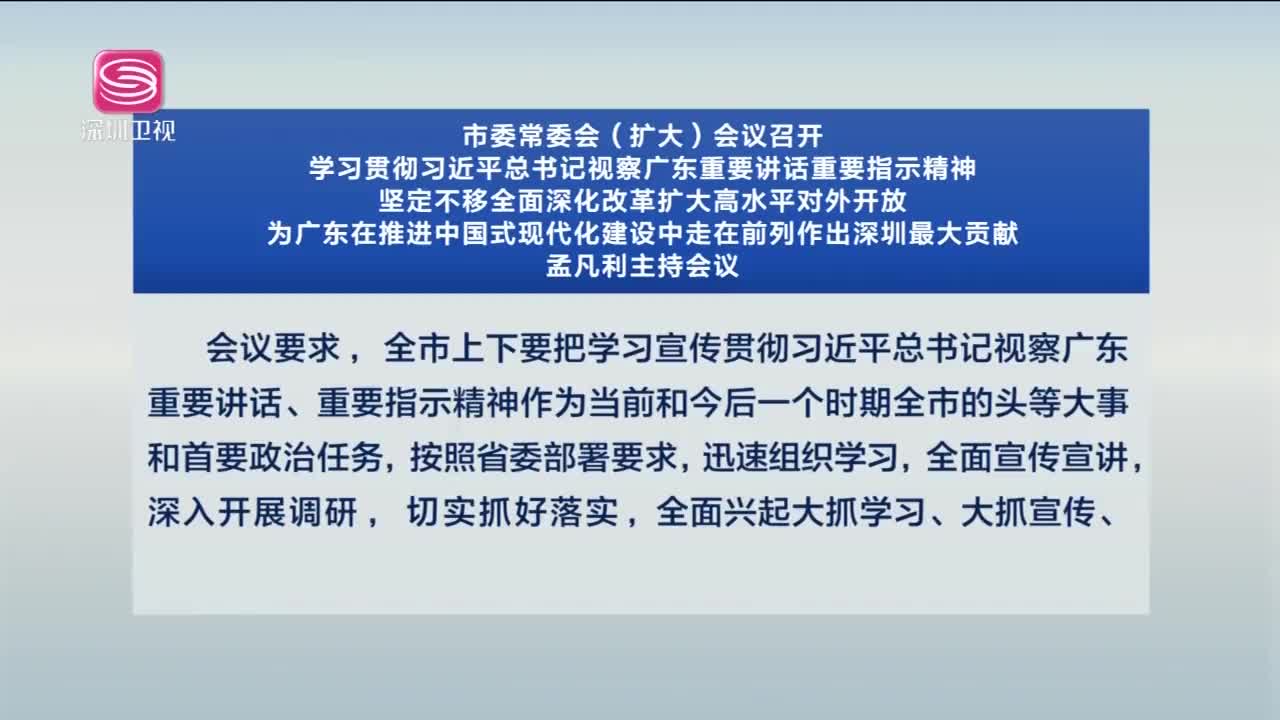 深圳卫视
市委常委会（扩大）会议召开
学习贯彻习近平总书记视察广东重要讲话重要指示精神
坚定不移全面深化改革扩大高水平对外开放
为广东在推进中国式现代化建设中走在前列作出深圳最大贡献
孟凡利主持会议
会议要求，全市上下要把学习宣传贯彻习近平总书记视察广东
重要讲话、重要指示精神作为当前和今后一个时期全市的头等大事
和首要政治任务，按照省委部署要求，迅速组织学习，全面宣传宣讲，
深入开展调研，切实抓好落实，全面兴起大抓学习、大抓宣传、